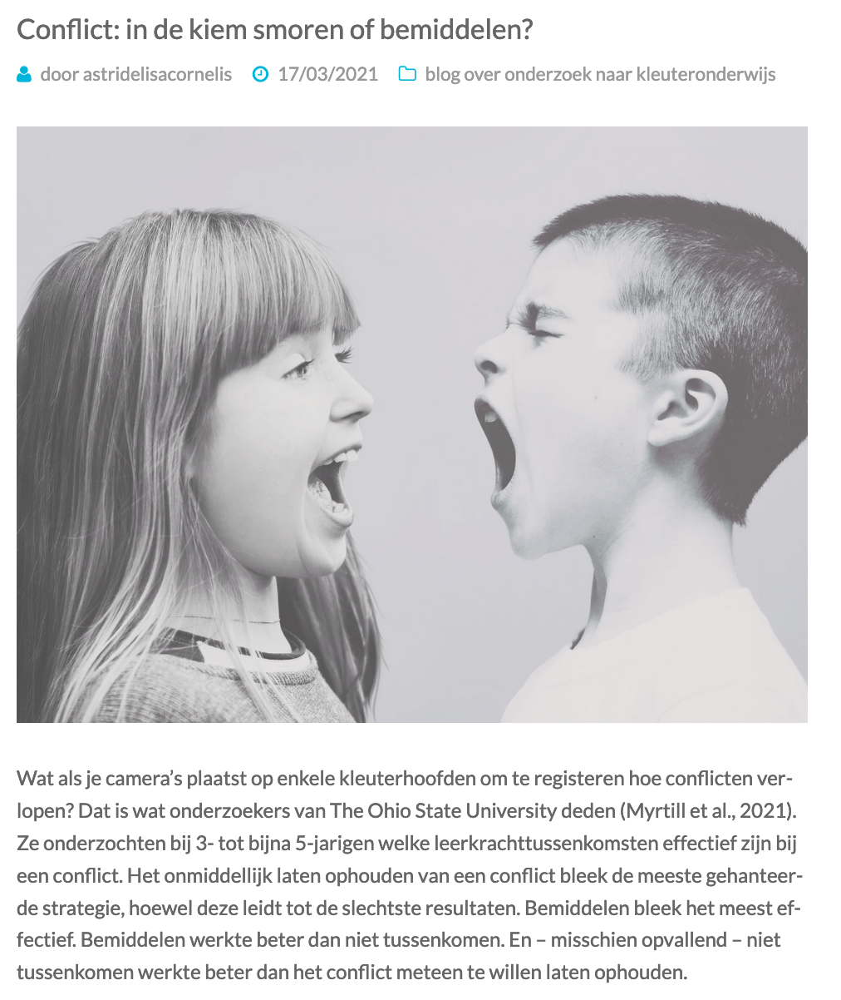 Conflict: in de kiem smoren of bemiddelen?
door astridelisacornelis 17/03/2021 blog over onderzoek naar kleuteronderwijs
Wat als je camera’s plaatst op enkele kleuterhoofden om te registeren hoe conflicten ver-
lopen? Dat is wat onderzoekers van The Ohio State University deden (Myrtill et al., 2021).
Ze onderzochten bij 3- tot bijna 5-jarigen welke leerkrachttussenkomsten effectief zijn bij
een conflict. Het onmiddellijk laten ophouden van een conflict bleek de meeste gehanteer-
de strategie, hoewel deze leidt tot de slechtste resultaten. Bemiddelen bleek het meest ef-
fectief. Bemiddelen werkte beter dan niet tussenkomen. En – misschien opvallend – niet
tussenkomen werkte beter dan het conflict meteen te willen laten ophouden.